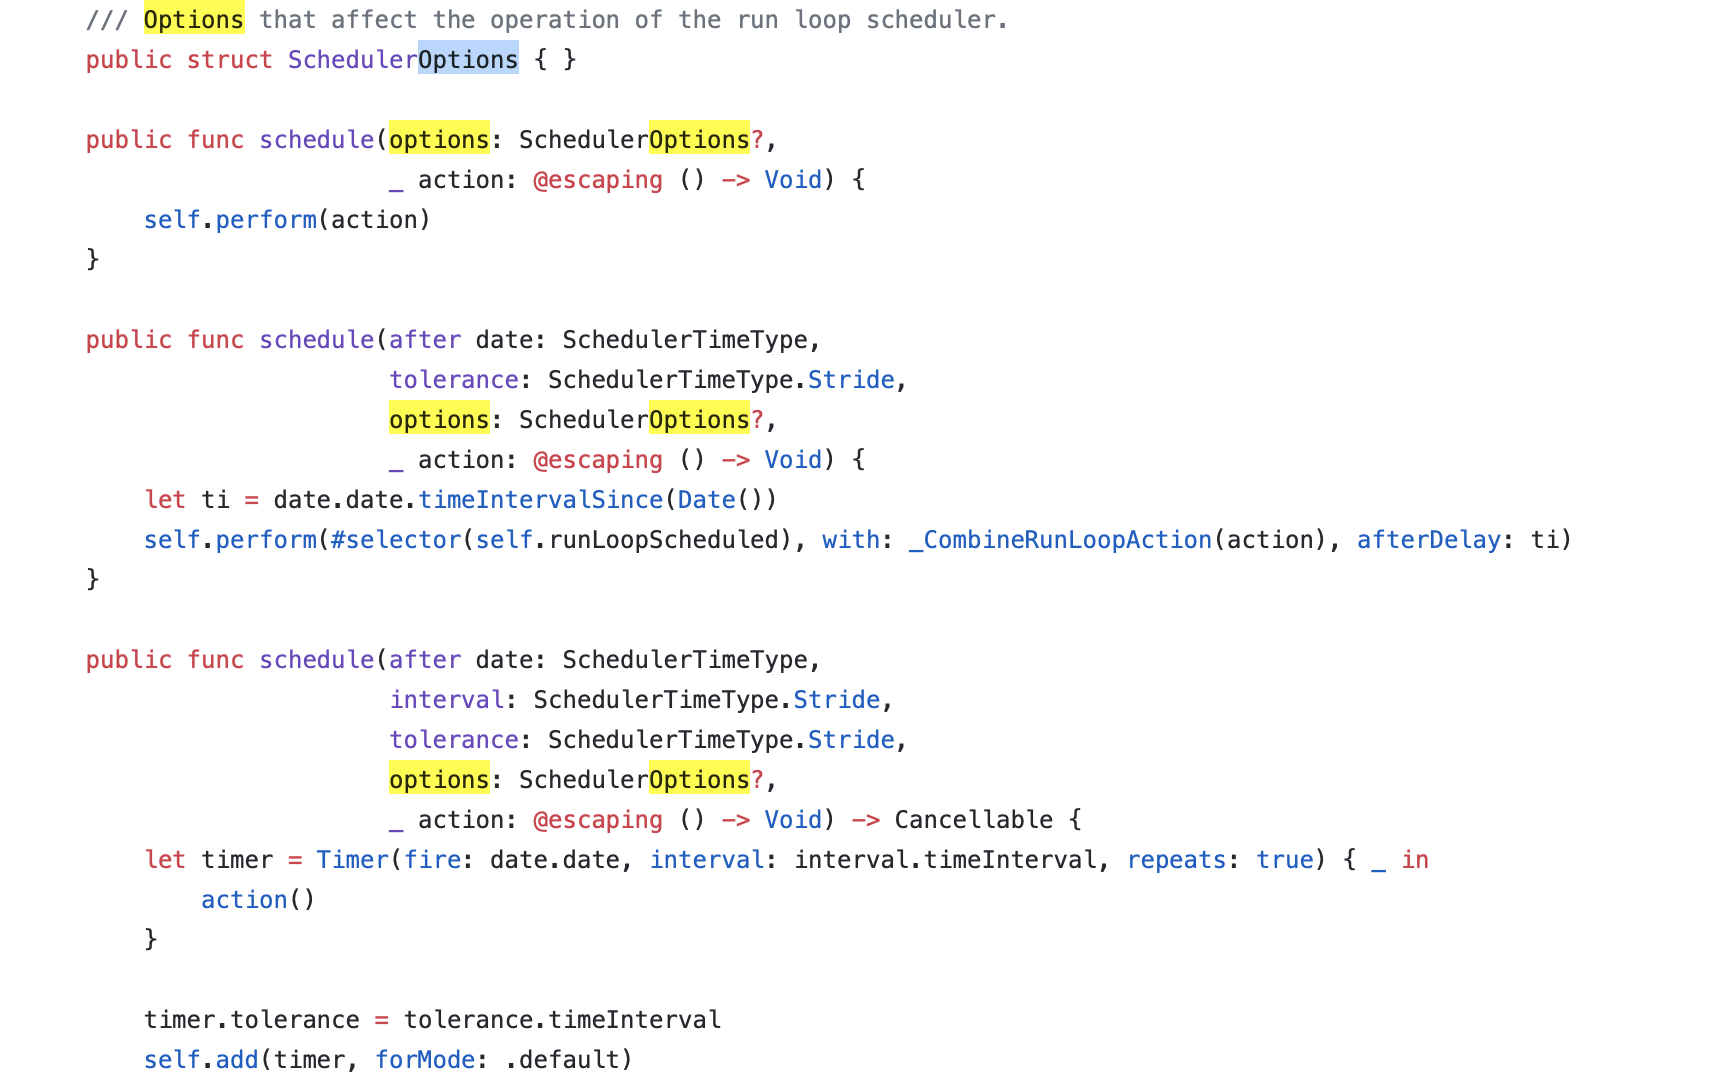 /// Options that affect the operation of the run loop scheduler.
public struct SchedulerOptions { }
public func schedule(options: SchedulerOptions?,
_ action: @escaping () -> Void) {
self.perform(action)
}
public func schedule(after date: SchedulerTimeType,
tolerance: SchedulerTimeType.Stride,
options: SchedulerOptions?,
_ action: @escaping () -> Void) {
let ti = date.date.timeIntervalSince(Date())
self.perform(#selector(self.runLoopScheduled), with: _CombineRunLoopAction(action), afterDelay: ti)
}
public func schedule(after date: SchedulerTimeType,
interval: SchedulerTimeType.Stride,
tolerance: SchedulerTimeType.Stride,
options: SchedulerOptions?,
_ action: @escaping () -> Void) -> Cancellable {
let timer = Timer(fire: date.date, interval: interval.timeInterval, repeats: true) { _ in
action()
}
timer.tolerance = tolerance.timeInterval
self.add(timer, forMode: .default)